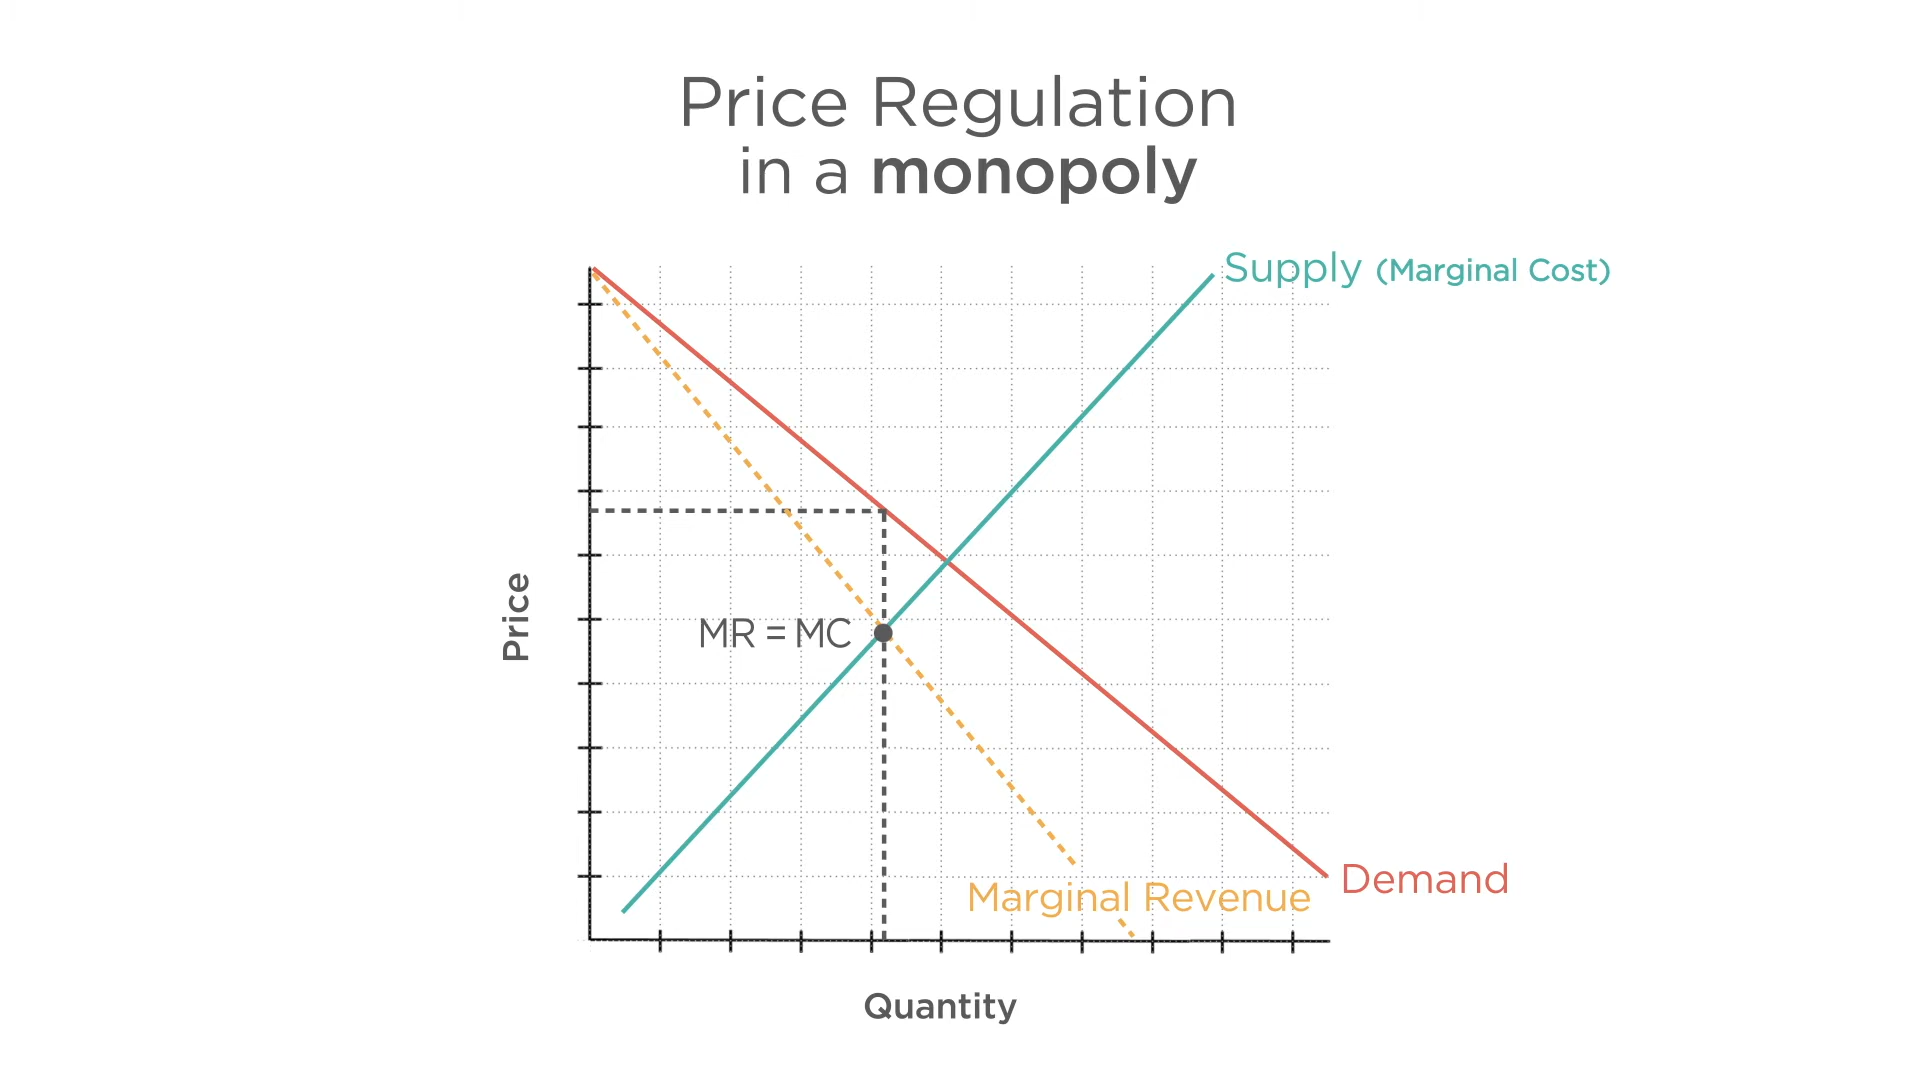 Price Regulation
in a monopoly
Supply (Marginal Cost)
Price
MR = MC
Demand
Marginal Revenue
Quantity